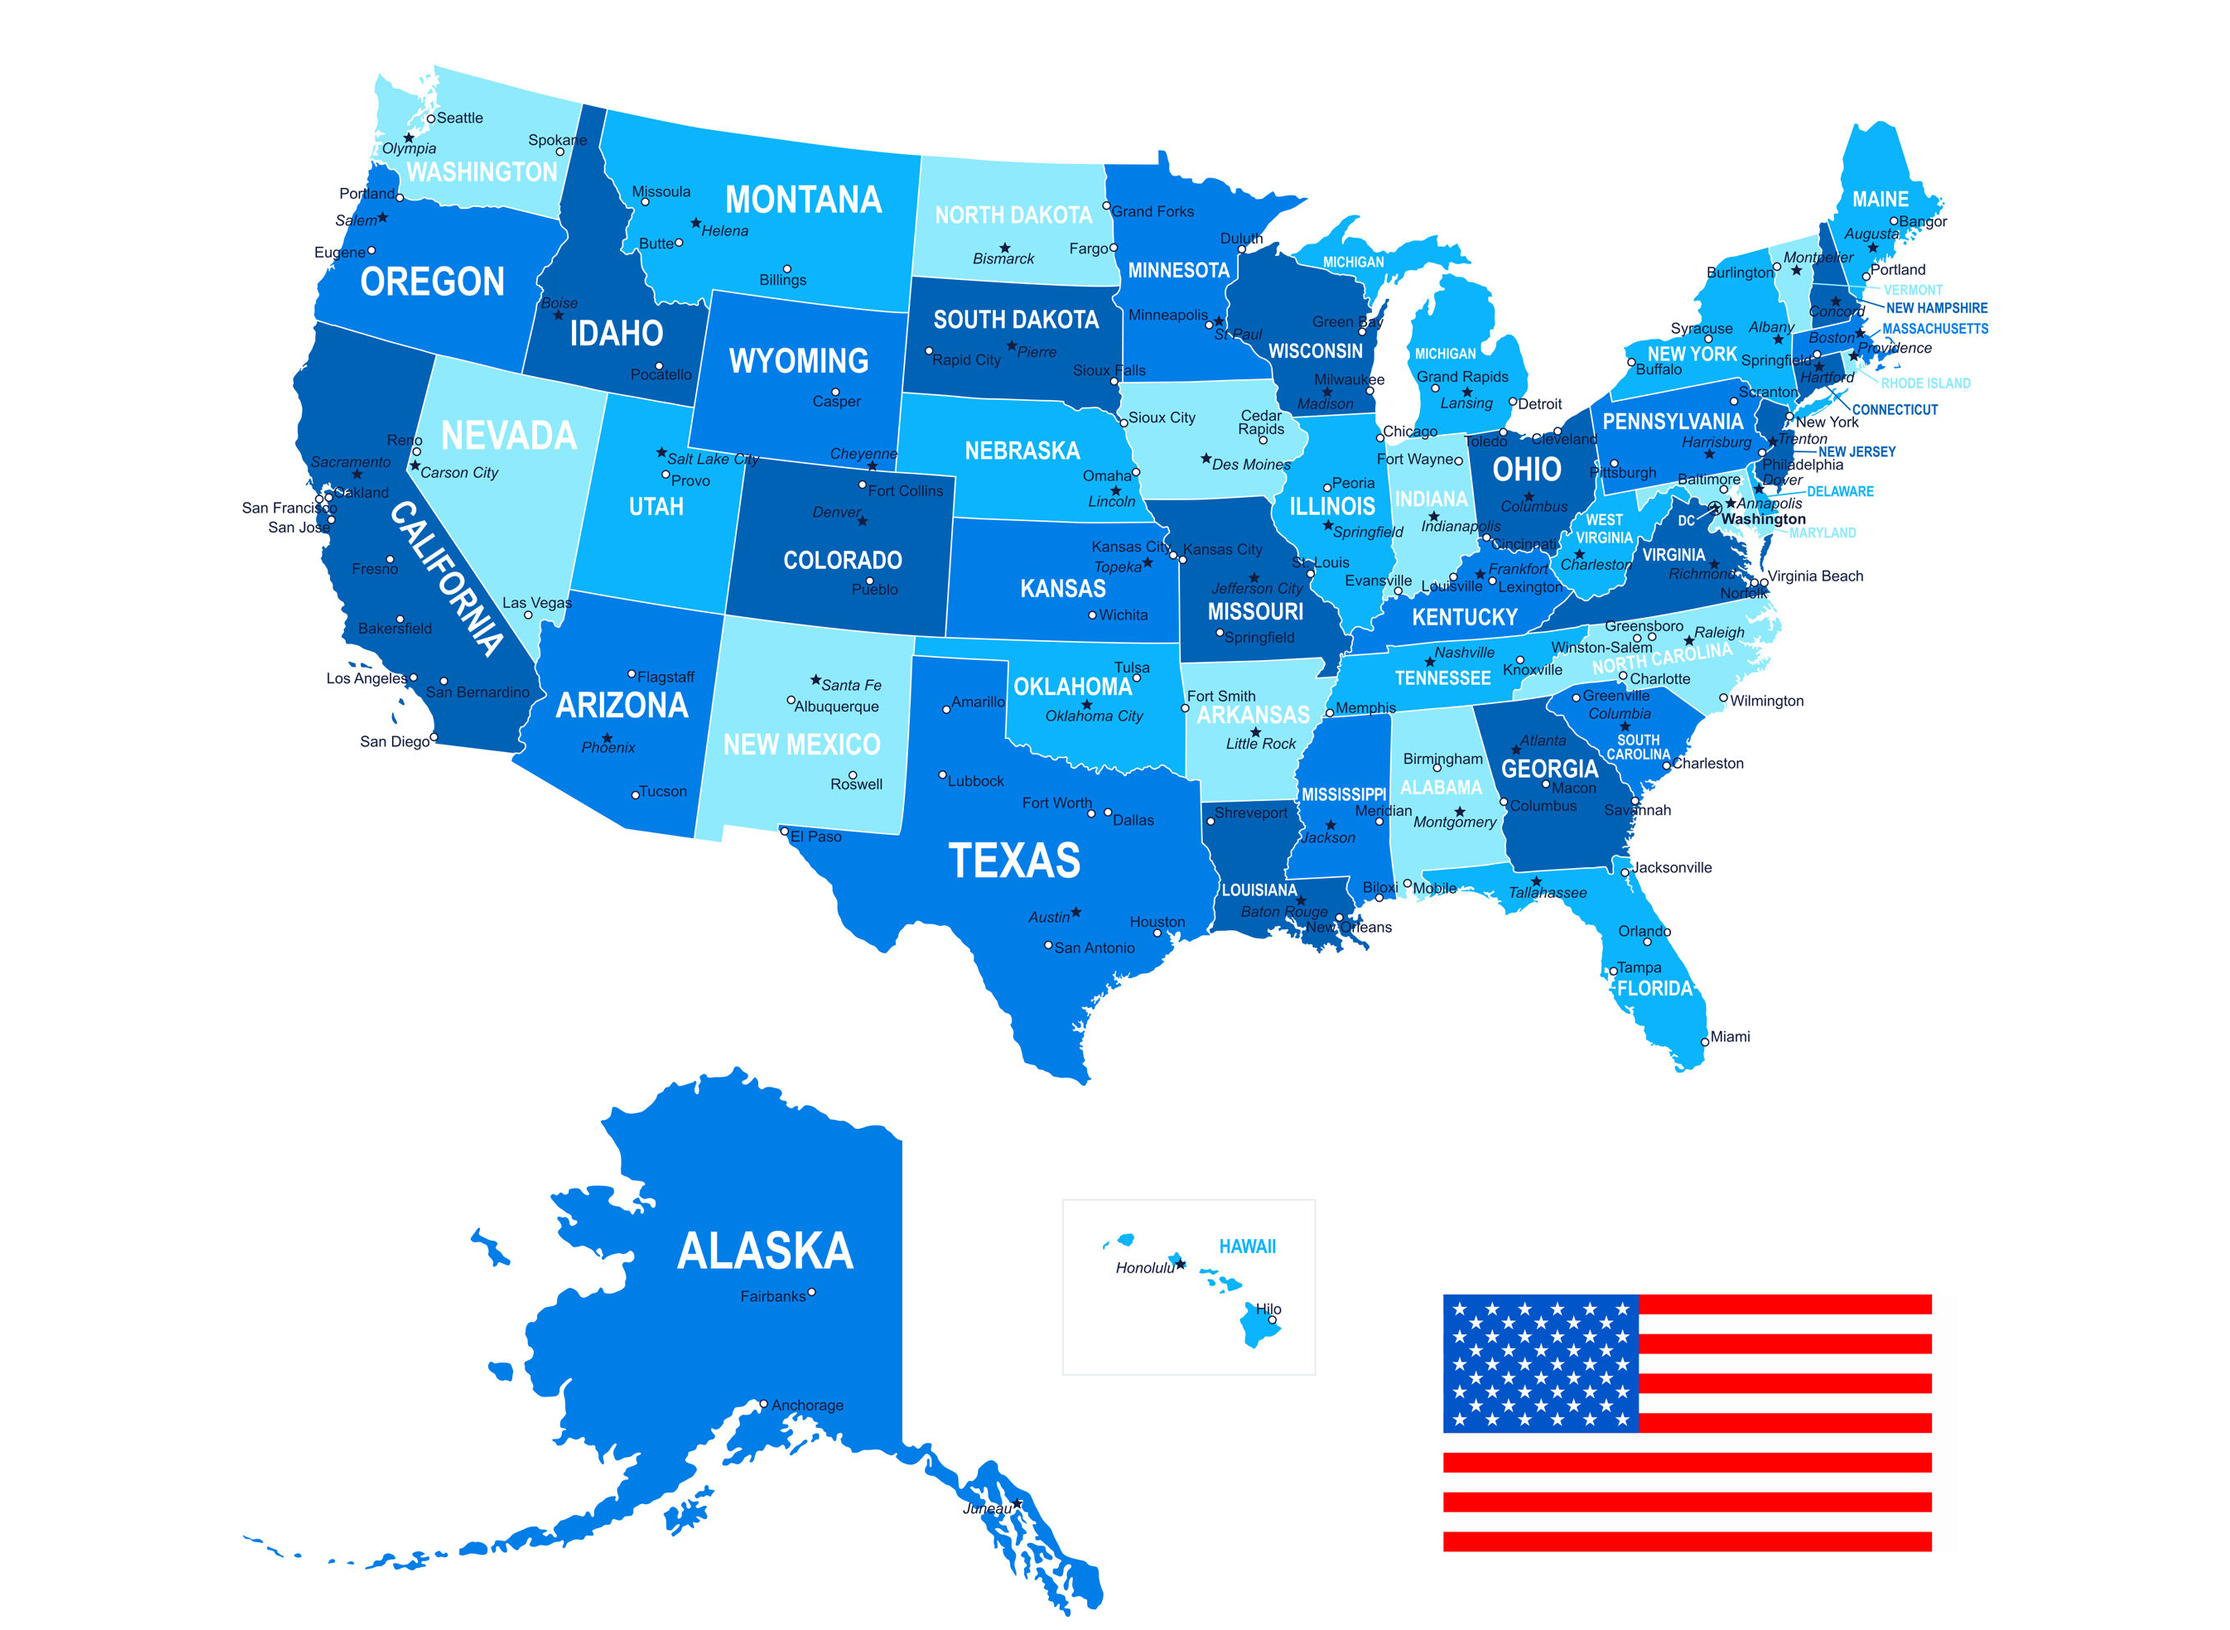 Seattle
Spokane
Olympia
WASHINGTON
Portland
Salem
Eugene
OREGON
Boise
IDAHO
Pocatello
Missoula
MONTANA
Helena
Butte
Billings
WYOMING
Casper
Cheyenne
NORTH DAKOTA
Bismarck
Grand Forks
Fargo
SOUTH DAKOTA
Rapid City
Pierre
Sioux Falls
MINNESOTA
Duluth
Minneapolis
St Paul
WISCONSIN
Green Bay
Milwaukee
Madison
MICHIGAN
MICHIGAN
Grand Rapids
Lansing
Detroit
NEVADA
Reno
Carson City
Las Vegas
Sacramento
Oakland
San Francisco
San Jose
CALIFORNIA
Fresno
Bakersfield
Los Angeles
San Bernardino
San Diego
Salt Lake City
Provo
UTAH
Fort Collins
Denver
COLORADO
Pueblo
NEBRASKA
Omaha
Lincoln
Sioux City
Cedar
Rapids
Des Moines
Chicago
Peoria
ILLINOIS
Springfield
Fort Wayne
INDIANA
Indianapolis
Evansville
Toledo
Cleveland
OHIO
Columbus
Cincinnati
KANSAS
Kansas City
Topeka
Wichita
Kansas City
St. Louis
Jefferson City
MISSOURI
Springfield
Louisville
Frankfort
Lexington
KENTUCKY
WEST
VIRGINIA
Charleston
VIRGINIA
Richmond
Norfolk
Virginia Beach
DC
Washington
Baltimore
Annapolis
MARYLAND
Dover
DELAWARE
PENNSYLVANIA
Scranton
Harrisburg
Pittsburgh
Philadelphia
Trenton
NEW JERSEY
New York
NEW YORK
Syracuse
Albany
Buffalo
Burlington
Montpelier
VERMONT
NEW HAMPSHIRE
Concord
MASSACHUSETTS
Boston
Springfield
Providence
RHODE ISLAND
Hartford
CONNECTICUT
MAINE
Bangor
Augusta
Portland
ARIZONA
Flagstaff
Phoenix
Tucson
Santa Fe
Albuquerque
NEW MEXICO
Roswell
Tulsa
OKLAHOMA
Oklahoma City
Amarillo
Lubbock
Fort Worth
Dallas
El Paso
TEXAS
Austin
Houston
San Antonio
Fort Smith
ARKANSAS
Little Rock
Shreveport
LOUISIANA
Baton Rouge
New Orleans
Nashville
Knoxville
TENNESSEE
Memphis
MISSISSIPPI
Meridian
Jackson
Biloxi
Birmingham
ALABAMA
Montgomery
Mobile
Atlanta
GEORGIA
Macon
Columbus
Savannah
Greensboro
Raleigh
Winston-Salem
NORTH CAROLINA
Charlotte
Wilmington
Greenville
Columbia
SOUTH
CAROLINA
Charleston
Jacksonville
Tallahassee
Orlando
Tampa
FLORIDA
Miami
ALASKA
Fairbanks
Anchorage
Juneau
HAWAII
Honolulu
Hilo